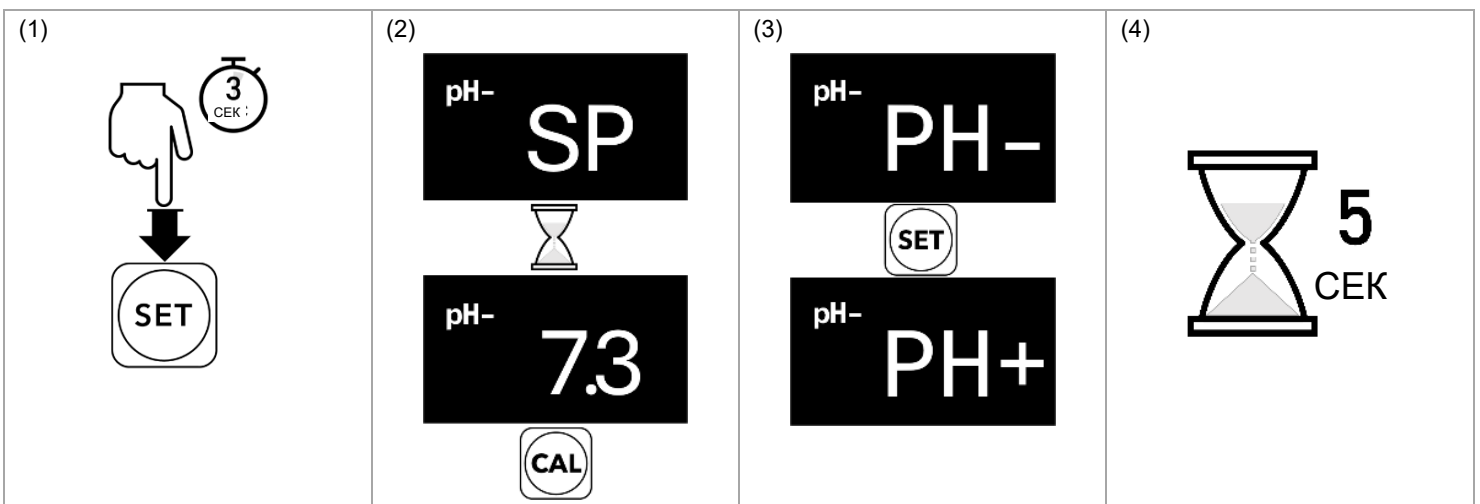 (1)
3
СЕК
SET
(2)
pH-
SP
pH-
7.3
CAL
(3)
pH-
PH-
SET
pH-
PH+
(4)
5
СЕК